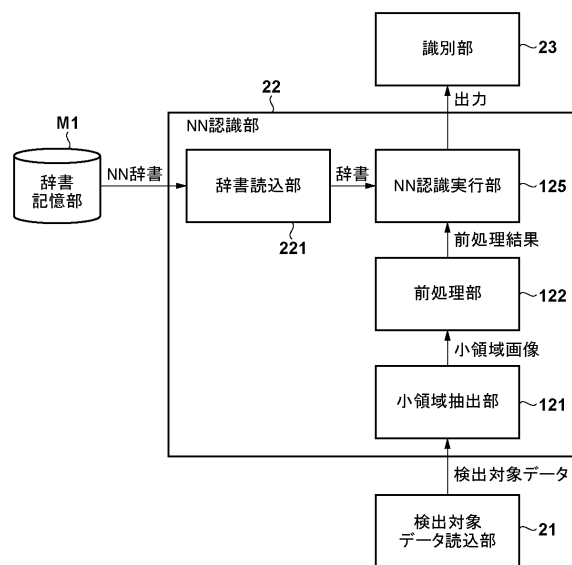 識別部
23
22
出力
NN認識部
M1
辞書
記憶部
NN辞書
辞書読込部
221
辞書
NN認識実行部
125
前処理結果
前処理部
122
小領域画像
小領域抽出部
121
検出対象データ
検出対象
データ読込部
21